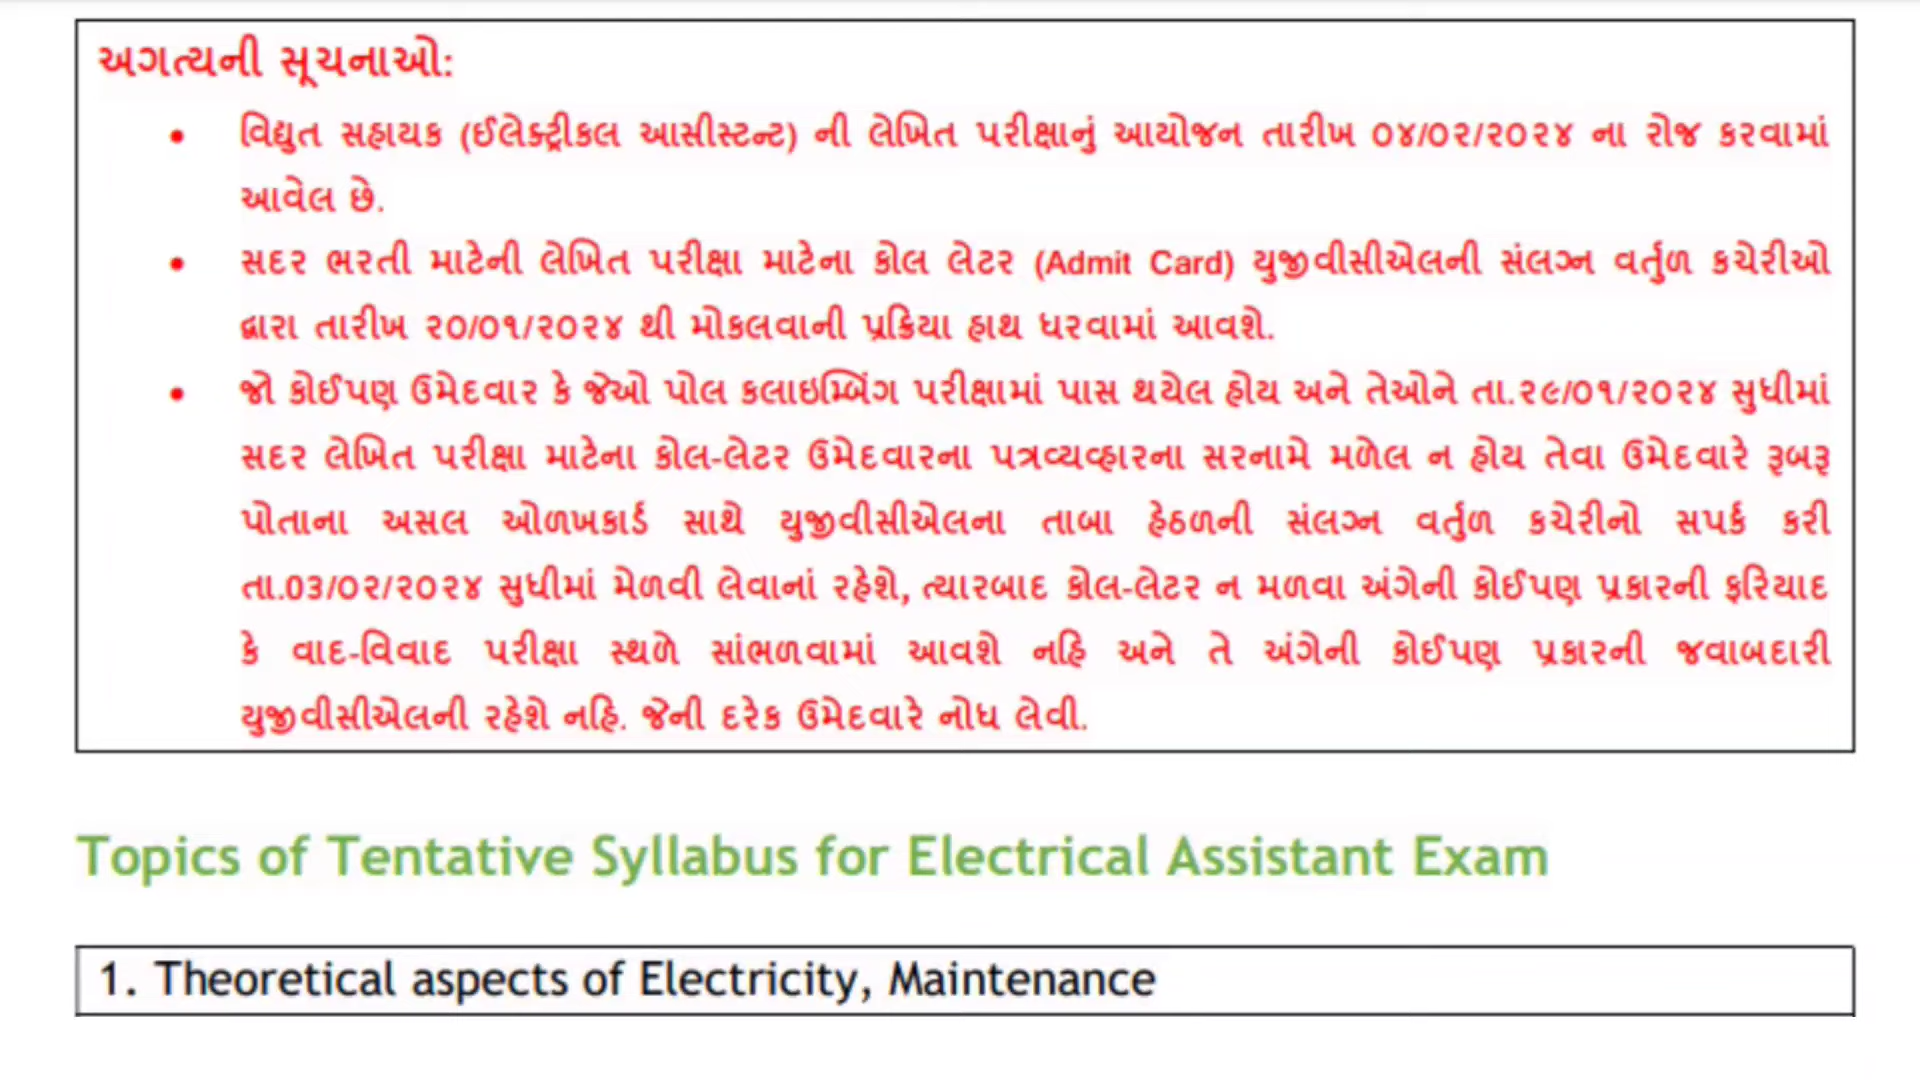 અગત્યની સૂચનાઓ:
• વિદ્યુત સહાયક (ઈલેક્ટ્રીકલ આસીસ્ટન્ટ) ની લેખિત પરીક્ષાનું આયોજન તારીખ ૦૪/૦૨/૨૦૨૪ ના રોજ કરવામાં
આવેલ છે.
• સદર ભરતી માટેની લેખિત પરીક્ષા માટેના કોલ લેટર (Admit Card) યુજીવીસીએલની સંલગ્ન વર્તુળ કચેરીઓ
દ્વારા તારીખ ૨૦/૦૧/૨૦૨૪ થી મોકલવાની પ્રક્રિયા હાથ ધરવામાં આવશે.
• જો કોઈપણ ઉમેદવાર કે જેઓ પોલ કલાઇમ્બિંગ પરીક્ષામાં પાસ થયેલ હોય અને તેઓને તા.૨૯/૦૧/૨૦૨૪ સુધીમાં
સદર લેખિત પરીક્ષા માટેના કોલ-લેટર ઉમેદવારના પત્રવ્યવ્હારના સરનામે મળેલ ન હોય તેવા ઉમેદવારે રૂબરૂ
પોતાના અસલ ઓળખકાર્ડ સાથે યુજીવીસીએલના તાબા હેઠળની સંલગ્ન વર્તુળ કચેરીનો સપર્ક કરી
તા.૦૩/૦૨/૨૦૨૪ સુધીમાં મેળવી લેવાનાં રહેશે, ત્યારબાદ કોલ-લેટર ન મળવા અંગેની કોઈપણ પ્રકારની ફરિયાદ
કે વાદ-વિવાદ પરીક્ષા સ્થળે સાંભળવામાં આવશે નહિ અને તે અંગેની કોઈપણ પ્રકારની જવાબદારી
યુજીવીસીએલની રહેશે નહિ. જેની દરેક ઉમેદવારે નોધ લેવી.
Topics of Tentative Syllabus for Electrical Assistant Exam
1. Theoretical aspects of Electricity, Maintenance